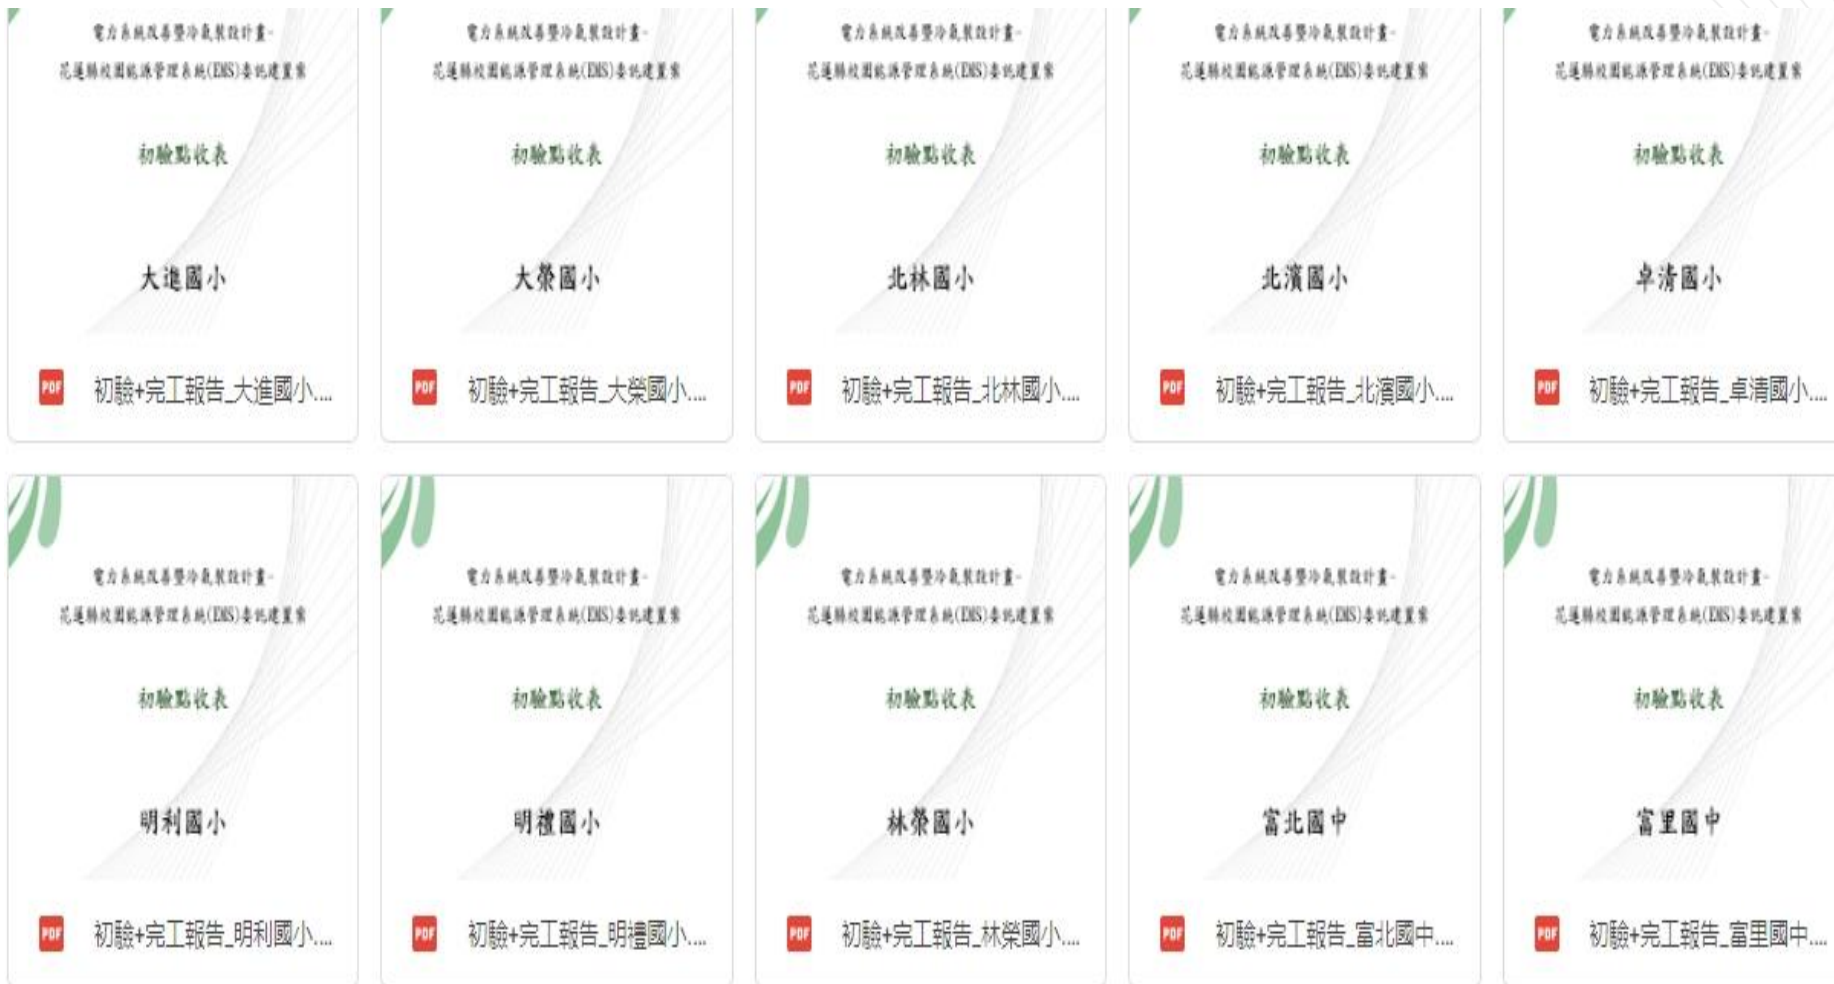 電力系統改善暨冷氣裝設計畫-
花蓮縣校園能源管理系統(EMS)委託建置案
初驗點收表
大進國小
PDF 初驗+完工報告_大進國小....
電力系統改善暨冷氣裝設計畫-
花蓮縣校園能源管理系統(EMS)委託建置案
初驗點收表
大榮國小
PDF 初驗+完工報告_大榮國小....
電力系統改善暨冷氣裝設計畫-
花蓮縣校園能源管理系統(EMS)委託建置案
初驗點收表
北林國小
PDF 初驗+完工報告_北林國小....
電力系統改善暨冷氣裝設計畫-
花蓮縣校園能源管理系統(EMS)委託建置案
初驗點收表
北濱國小
PDF 初驗+完工報告_北濱國小....
電力系統改善暨冷氣裝設計畫-
花蓮縣校園能源管理系統(EMS)委託建置案
初驗點收表
卓清國小
PDF 初驗+完工報告_卓清國小....
電力系統改善暨冷氣裝設計畫-
花蓮縣校園能源管理系統(EMS)委託建置案
初驗點收表
明利國小
PDF 初驗+完工報告_明利國小....
電力系統改善暨冷氣裝設計畫-
花蓮縣校園能源管理系統(EMS)委託建置案
初驗點收表
明禮國小
PDF 初驗+完工報告_明禮國小....
電力系統改善暨冷氣裝設計畫-
花蓮縣校園能源管理系統(EMS)委託建置案
初驗點收表
林榮國小
PDF 初驗+完工報告_林榮國小....
電力系統改善暨冷氣裝設計畫-
花蓮縣校園能源管理系統(EMS)委託建置案
初驗點收表
富北國中
PDF 初驗+完工報告_富北國中....
電力系統改善暨冷氣裝設計畫-
花蓮縣校園能源管理系統(EMS)委託建置案
初驗點收表
富里國中
PDF 初驗+完工報告_富里國中....